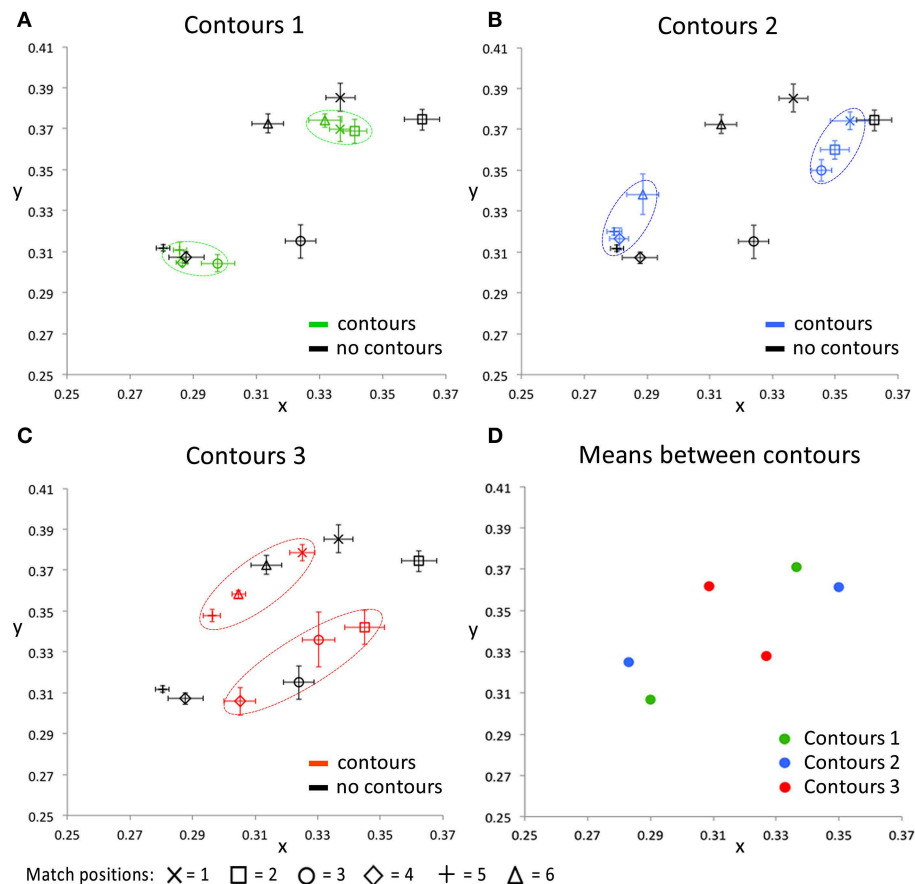 A
Contours 1
0.41
0.39
0.37
0.35
y
0.33
0.31
0.29
0.27
0.25
contours
no contours
0.25 0.27 0.29 0.31 0.33 0.35 0.37
x
B
Contours 2
0.41
0.39
0.37
0.35
y
0.33
0.31
0.29
0.27
0.25
contours
no contours
0.25 0.27 0.29 0.31 0.33 0.35 0.37
x
C
Contours 3
0.41
0.39
0.37
0.35
y
0.33
0.31
0.29
0.27
0.25
contours
no contours
0.25 0.27 0.29 0.31 0.33 0.35 0.37
x
D
Means between contours
0.41
0.39
0.37
0.35
y
0.33
0.31
0.29
0.27
0.25
Contours 1
Contours 2
Contours 3
0.25 0.27 0.29 0.31 0.33 0.35 0.37
x
Match positions: × = 1 □ = 2 ○ = 3 ◇ = 4 + = 5 △ = 6